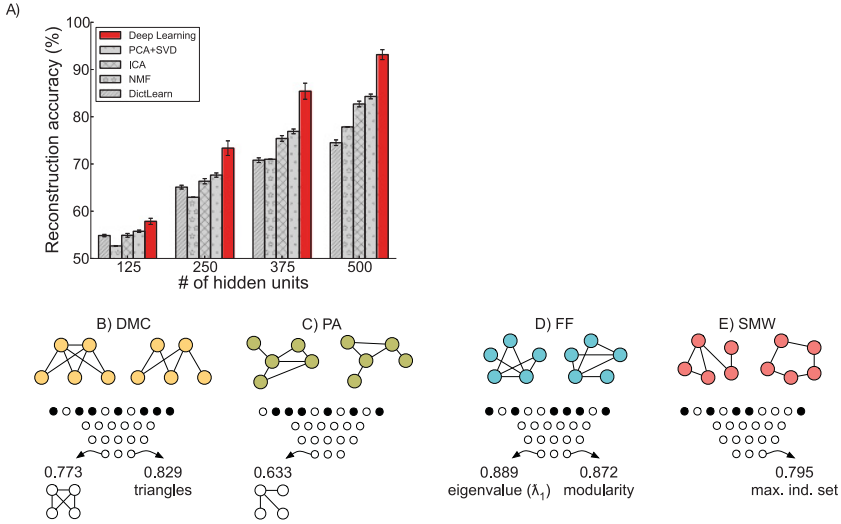 A)
Reconstruction accuracy (%)
100
90
80
70
60
50
Deep Learning
PCA+SVD
ICA
NMF
DictLearn
125 250 375 500
# of hidden units
B) DMC C) PA D) FF E) SMW
0.773 0.829 0.633 0.889 0.872 0.795
triangles eigenvalue (λ₁) modularity max. ind. set